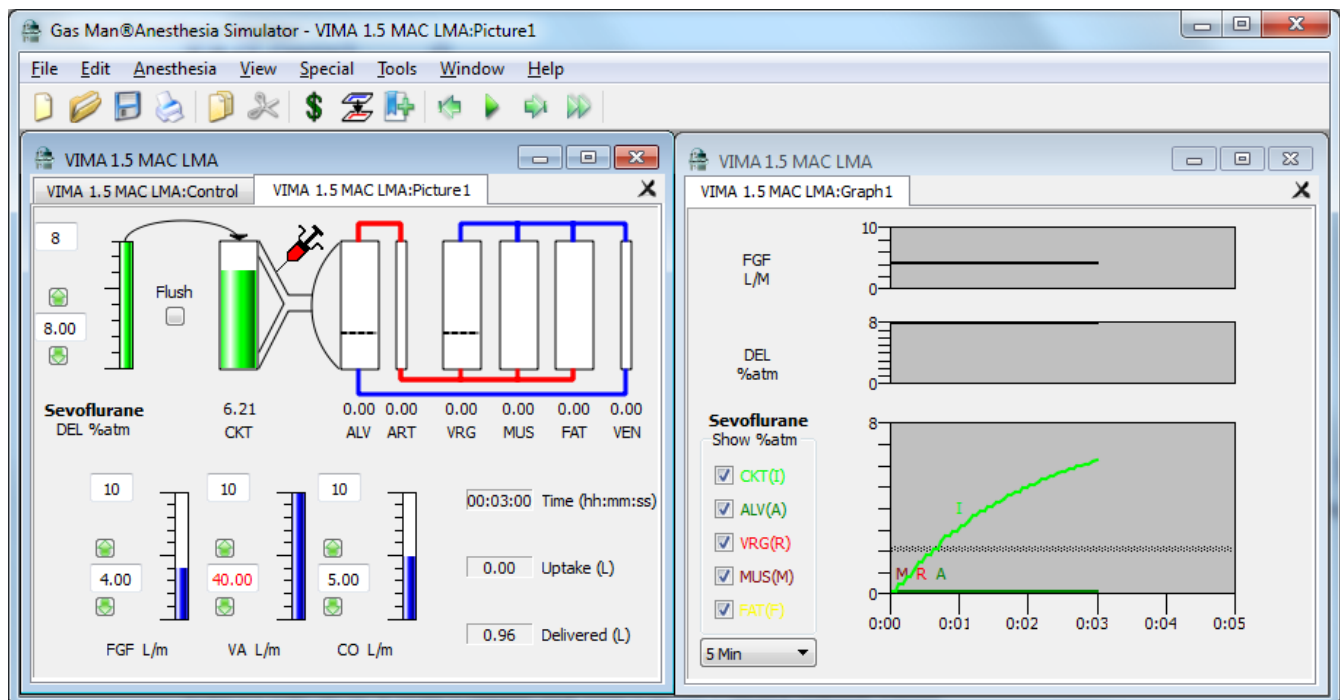 Gas Man®Anesthesia Simulator - VIMA 1.5 MAC LMA:Picture1
File Edit Anesthesia View Special Tools Window Help
VIMA 1.5 MAC LMA
VIMA 1.5 MAC LMA:Control VIMA 1.5 MAC LMA:Picture1
8
Flush
8.00
Sevoflurane
DEL %atm
6.21 0.00 0.00 0.00 0.00 0.00 0.00
CKT ALV ART VRG MUS FAT VEN
10 10 10
00:03:00 Time (hh:mm:ss)
0.00 Uptake (L)
4.00 40.00 5.00
0.96 Delivered (L)
FGF L/m VA L/m CO L/m
VIMA 1.5 MAC LMA
VIMA 1.5 MAC LMA:Graph1
10
FGF
L/M
0
8
DEL
%atm
0
Sevoflurane
Show %atm
8
CKT(I)
I
ALV(A)
VRG(R)
MUS(M)
M R A
FAT(F)
0
0:00 0:01 0:02 0:03 0:04 0:05
5 Min